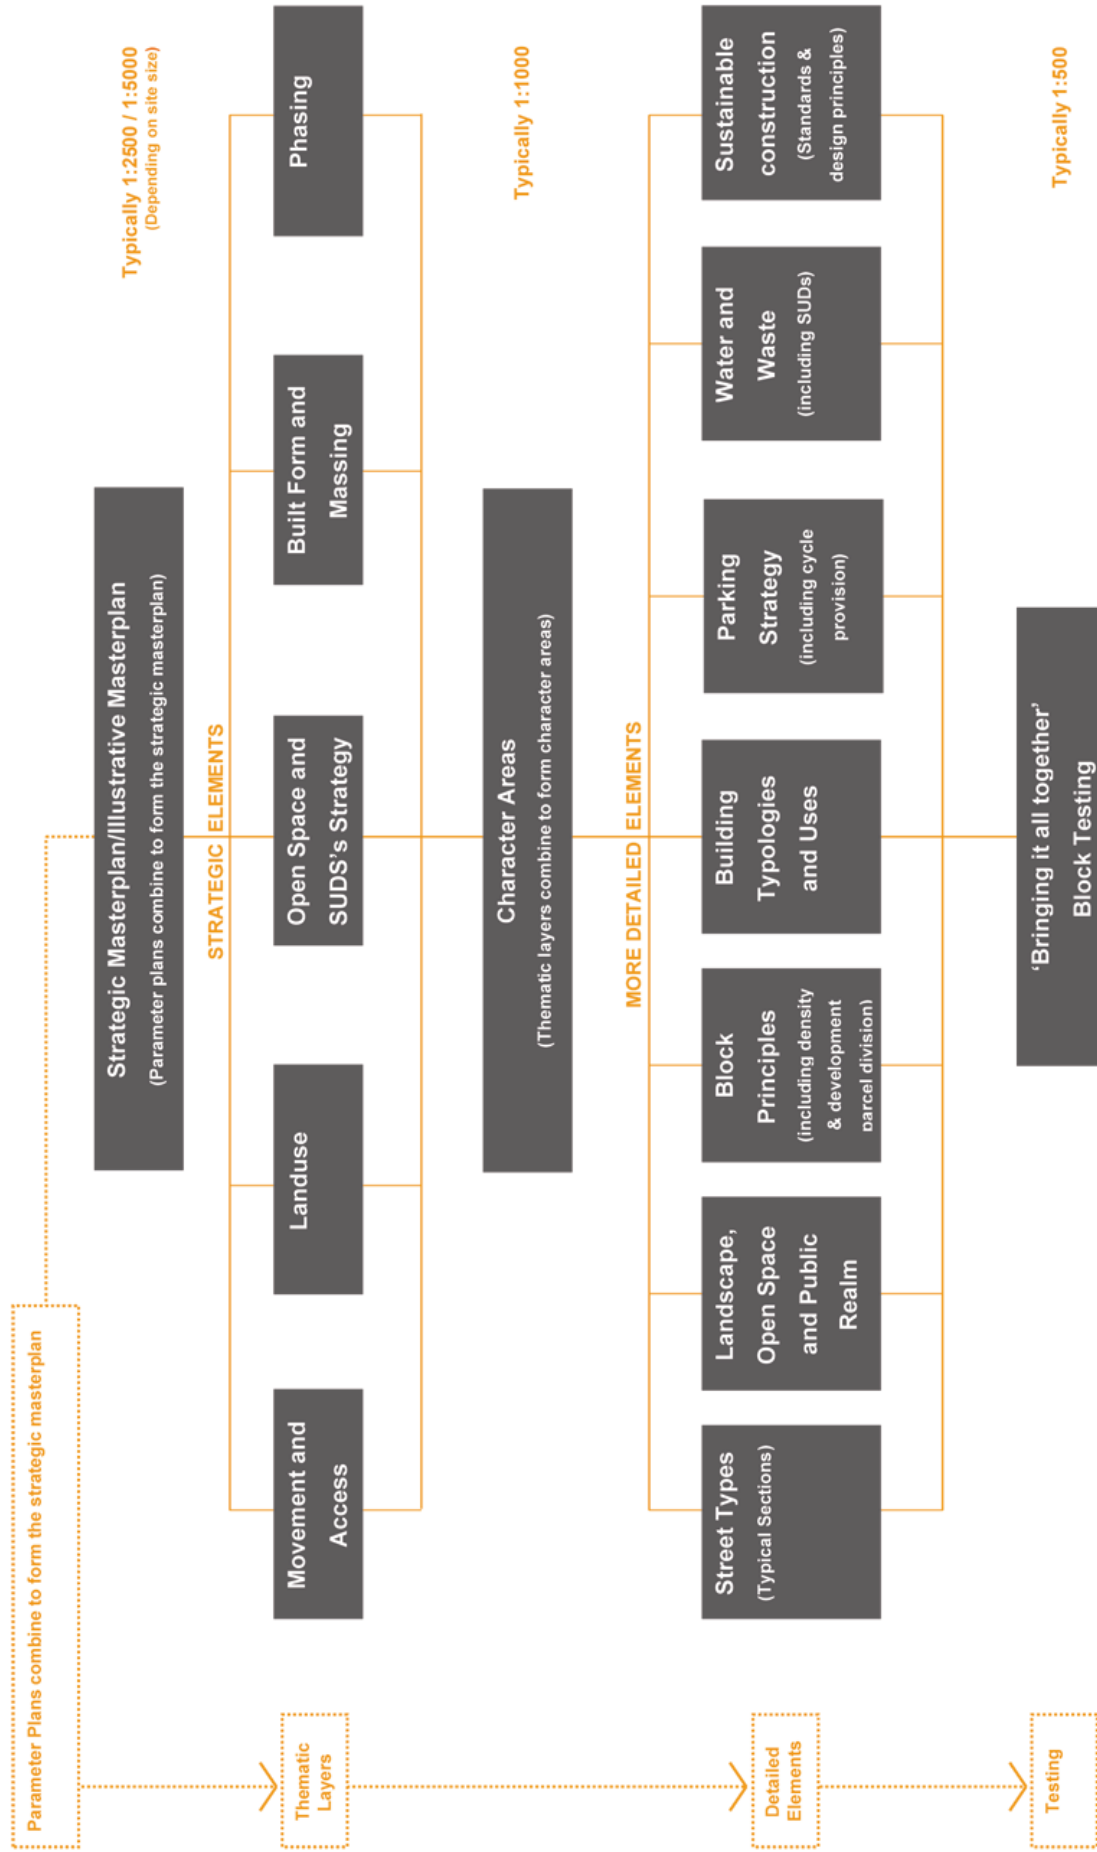 Parameter Plans combine to form the strategic masterplan
Strategic Masterplan/Illustrative Masterplan
(Parameter plans combine to form the strategic masterplan)
Typically 1:2500 / 1:5000
(Depending on site size)
STRATEGIC ELEMENTS
Thematic
Layers
Movement and
Access
Landuse
Open Space and
SUDS's Strategy
Built Form and
Massing
Phasing
Character Areas
(Thematic layers combine to form character areas)
Typically 1:1000
MORE DETAILED ELEMENTS
Detailed
Elements
Street Types
(Typical Sections)
Landscape,
Open Space
and Public
Realm
Block
Principles
(including density
& development
parcel division)
Building
Typologies
and Uses
Parking
Strategy
(including cycle
provision)
Water and
Waste
(including SUDs)
Sustainable
construction
(Standards &
design principles)
Testing
'Bringing it all together'
Block Testing
Typically 1:500